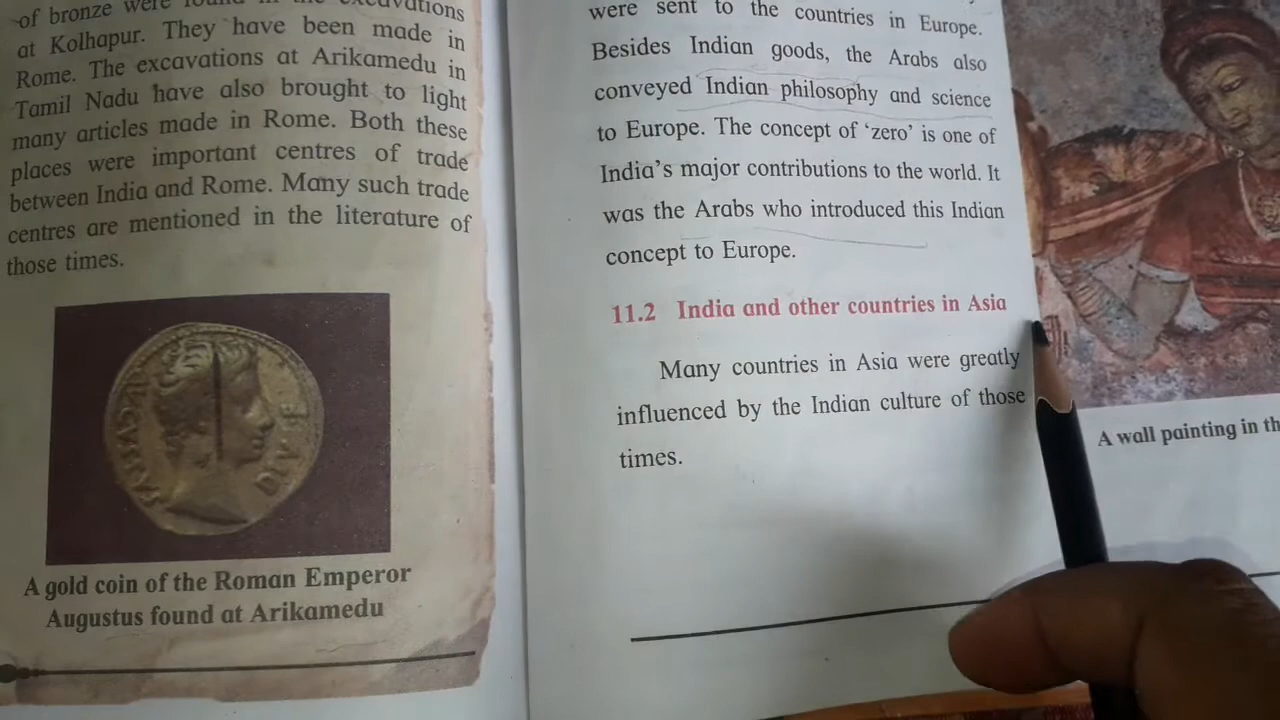 of bronze were found in the excavations
at Kolhapur. They have been made in
Rome. The excavations at Arikamedu in
Tamil Nadu have also brought to light
many articles made in Rome. Both these
places were important centres of trade
between India and Rome. Many such trade
centres are mentioned in the literature of
those times.
AVGVSTVS
DIVI F
A gold coin of the Roman Emperor
Augustus found at Arikamedu
were sent to the countries in Europe.
Besides Indian goods, the Arabs also
conveyed Indian philosophy and science
to Europe. The concept of ‘zero’ is one of
India’s major contributions to the world. It
was the Arabs who introduced this Indian
concept to Europe.
11.2 India and other countries in Asia
Many countries in Asia were greatly
influenced by the Indian culture of those
times.
A wall painting in th